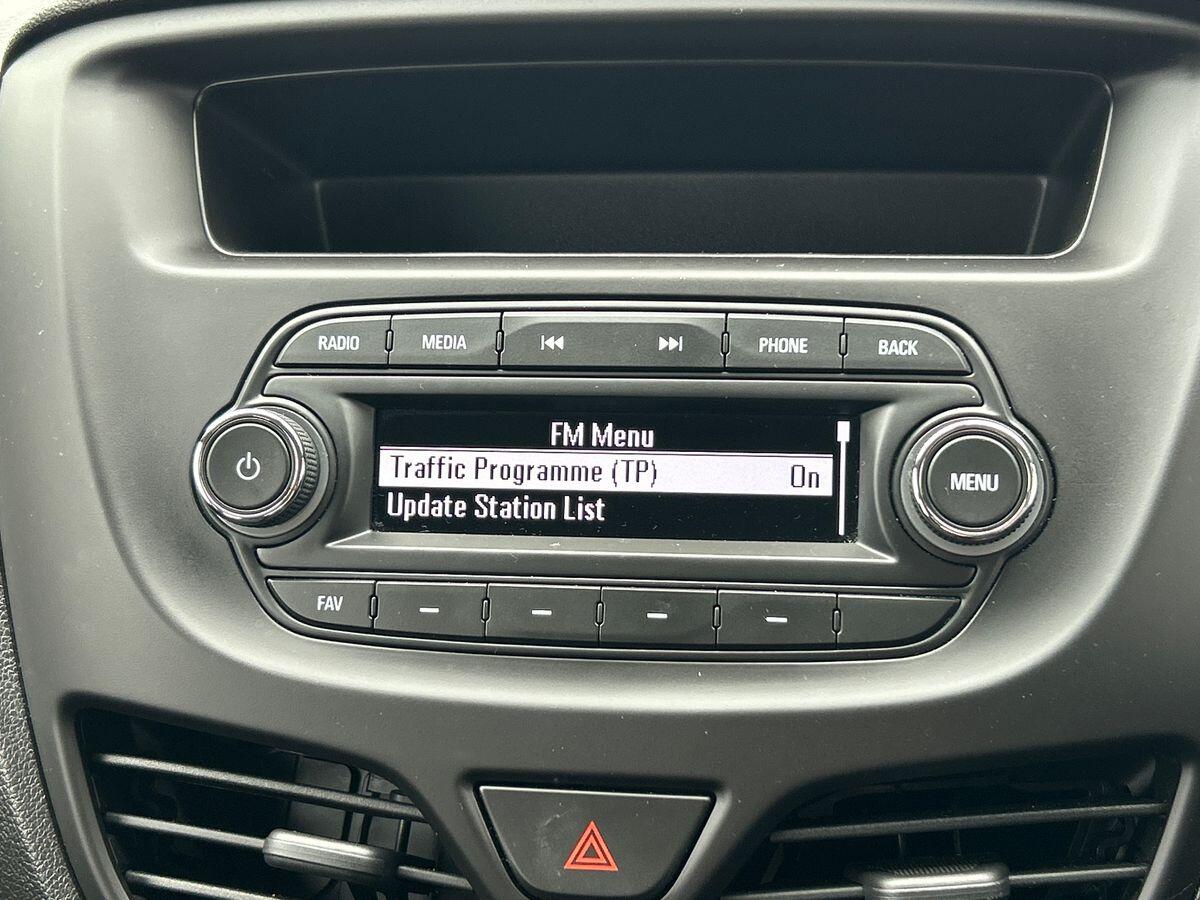 RADIO MEDIA PHONE BACK
FM Menu
Traffic Programme (TP) On
Update Station List
MENU
FAV